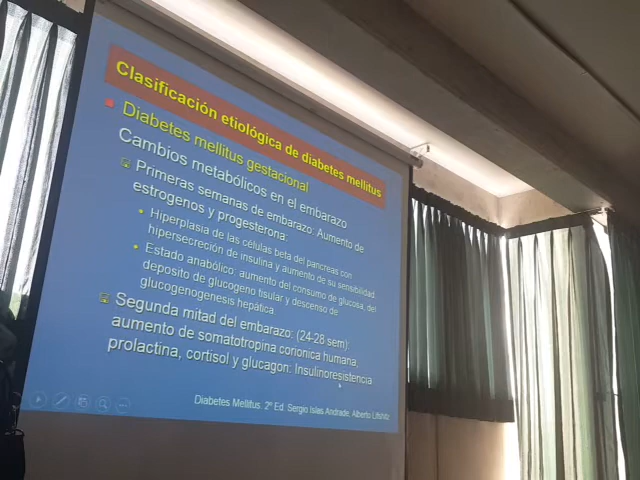 Clasificación etiológica de diabetes mellitus
Diabetes mellitus gestacional
Cambios metabólicos en el embarazo
Primeras semanas de embarazo: Aumento de
estrogenos y progesterona:
Hiperplasia de las células beta del pancreas con
hipersecreción de insulina y aumento de su sensibilidad.
Estado anabólico: aumento del consumo de glucosa, del
deposito de glucogeno tisular y descenso de
glucogenogenesis hepática.
Segunda mitad del embarazo: (24-28 sem):
aumento de somatotropina corionica humana,
prolactina, cortisol y glucagon: Insulinoresistencia
Diabetes Mellitus. 2° Ed. Sergio Islas Andrade, Alberto